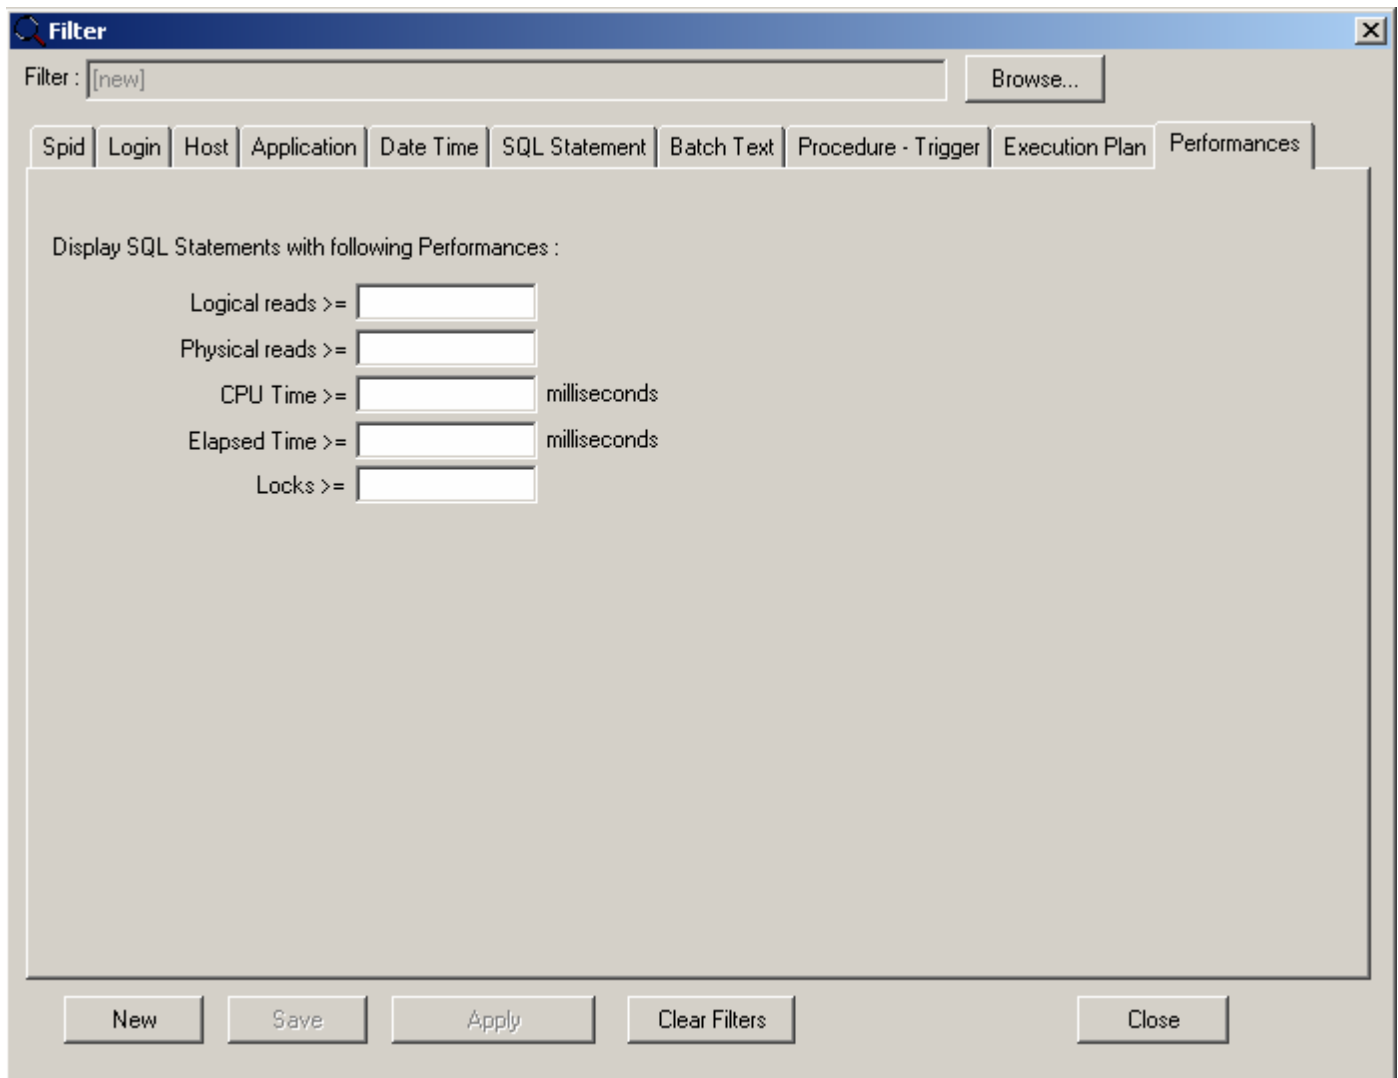 Filter
Filter : [new] Browse...
Spid Login Host Application Date Time SQL Statement Batch Text Procedure - Trigger Execution Plan Performances
Display SQL Statements with following Performances :
Logical reads >=
Physical reads >=
CPU Time >= milliseconds
Elapsed Time >= milliseconds
Locks >=
New Save Apply Clear Filters Close